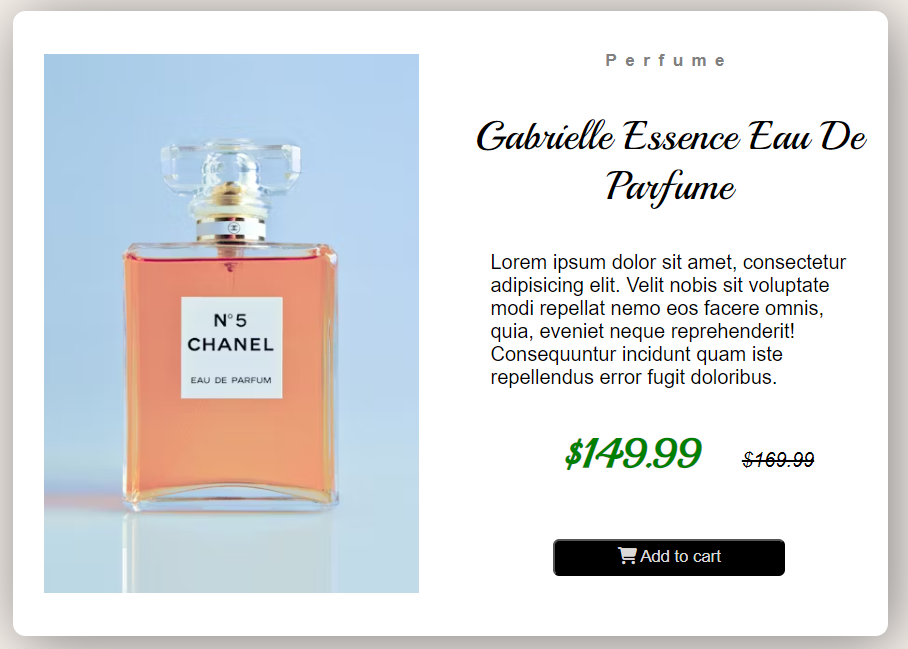 Perfume
Gabrielle Essence Eau De
Parfume
N°5
CHANEL
EAU DE PARFUM
Lorem ipsum dolor sit amet, consectetur
adipisicing elit. Velit nobis sit voluptate
modi repellat nemo eos facere omnis,
quia, eveniet neque reprehenderit!
Consequuntur incidunt quam iste
repellendus error fugit doloribus.
$149.99 $169.99
Add to cart